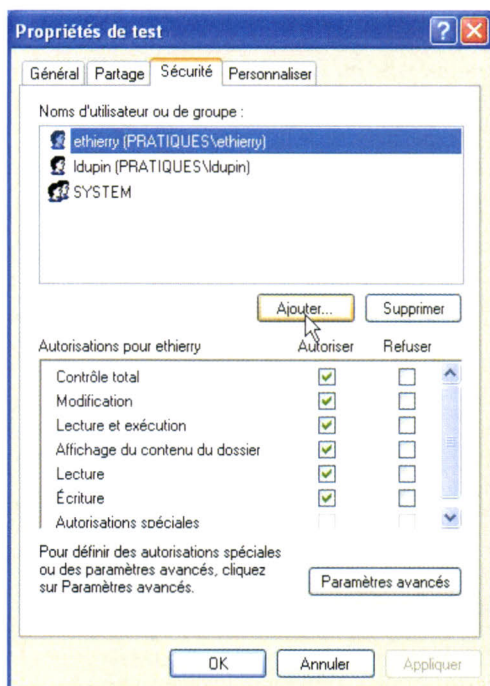 Propriétés de test
Général Partage Sécurité Personnaliser
Noms d'utilisateur ou de groupe :
ethierry (PRATIQUES\ethierry)
ldupin (PRATIQUES\ldupin)
SYSTEM
Ajouter... Supprimer
Autorisations pour ethierry Autoriser Refuser
Contrôle total
Modification
Lecture et exécution
Affichage du contenu du dossier
Lecture
Écriture
Autorisations spéciales
Pour définir des autorisations spéciales
ou des paramètres avancés, cliquez
sur Paramètres avancés.
Paramètres avancés
OK Annuler Appliquer